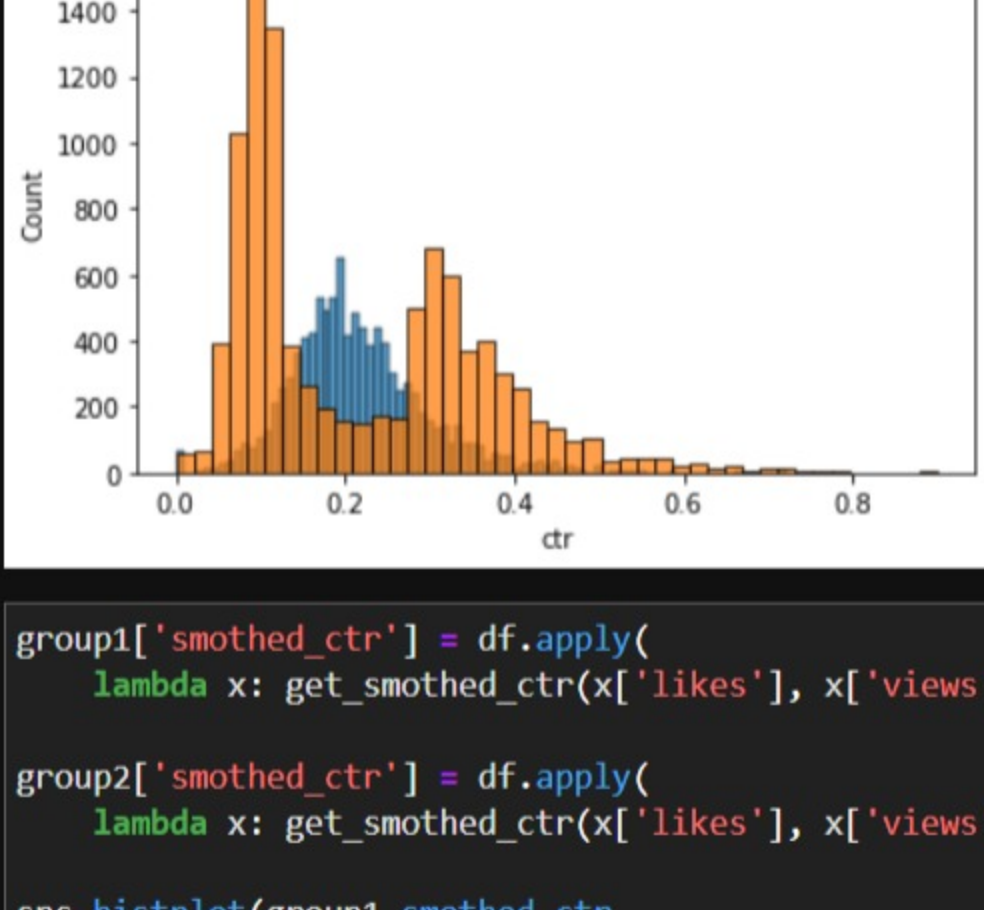 1400
1200
1000
800
600
400
200
0
Count
0.0 0.2 0.4 0.6 0.8
ctr
group1['smothed_ctr'] = df.apply(
lambda x: get_smothed_ctr(x['likes'], x['views
group2['smothed_ctr'] = df.apply(
lambda x: get_smothed_ctr(x['likes'], x['views